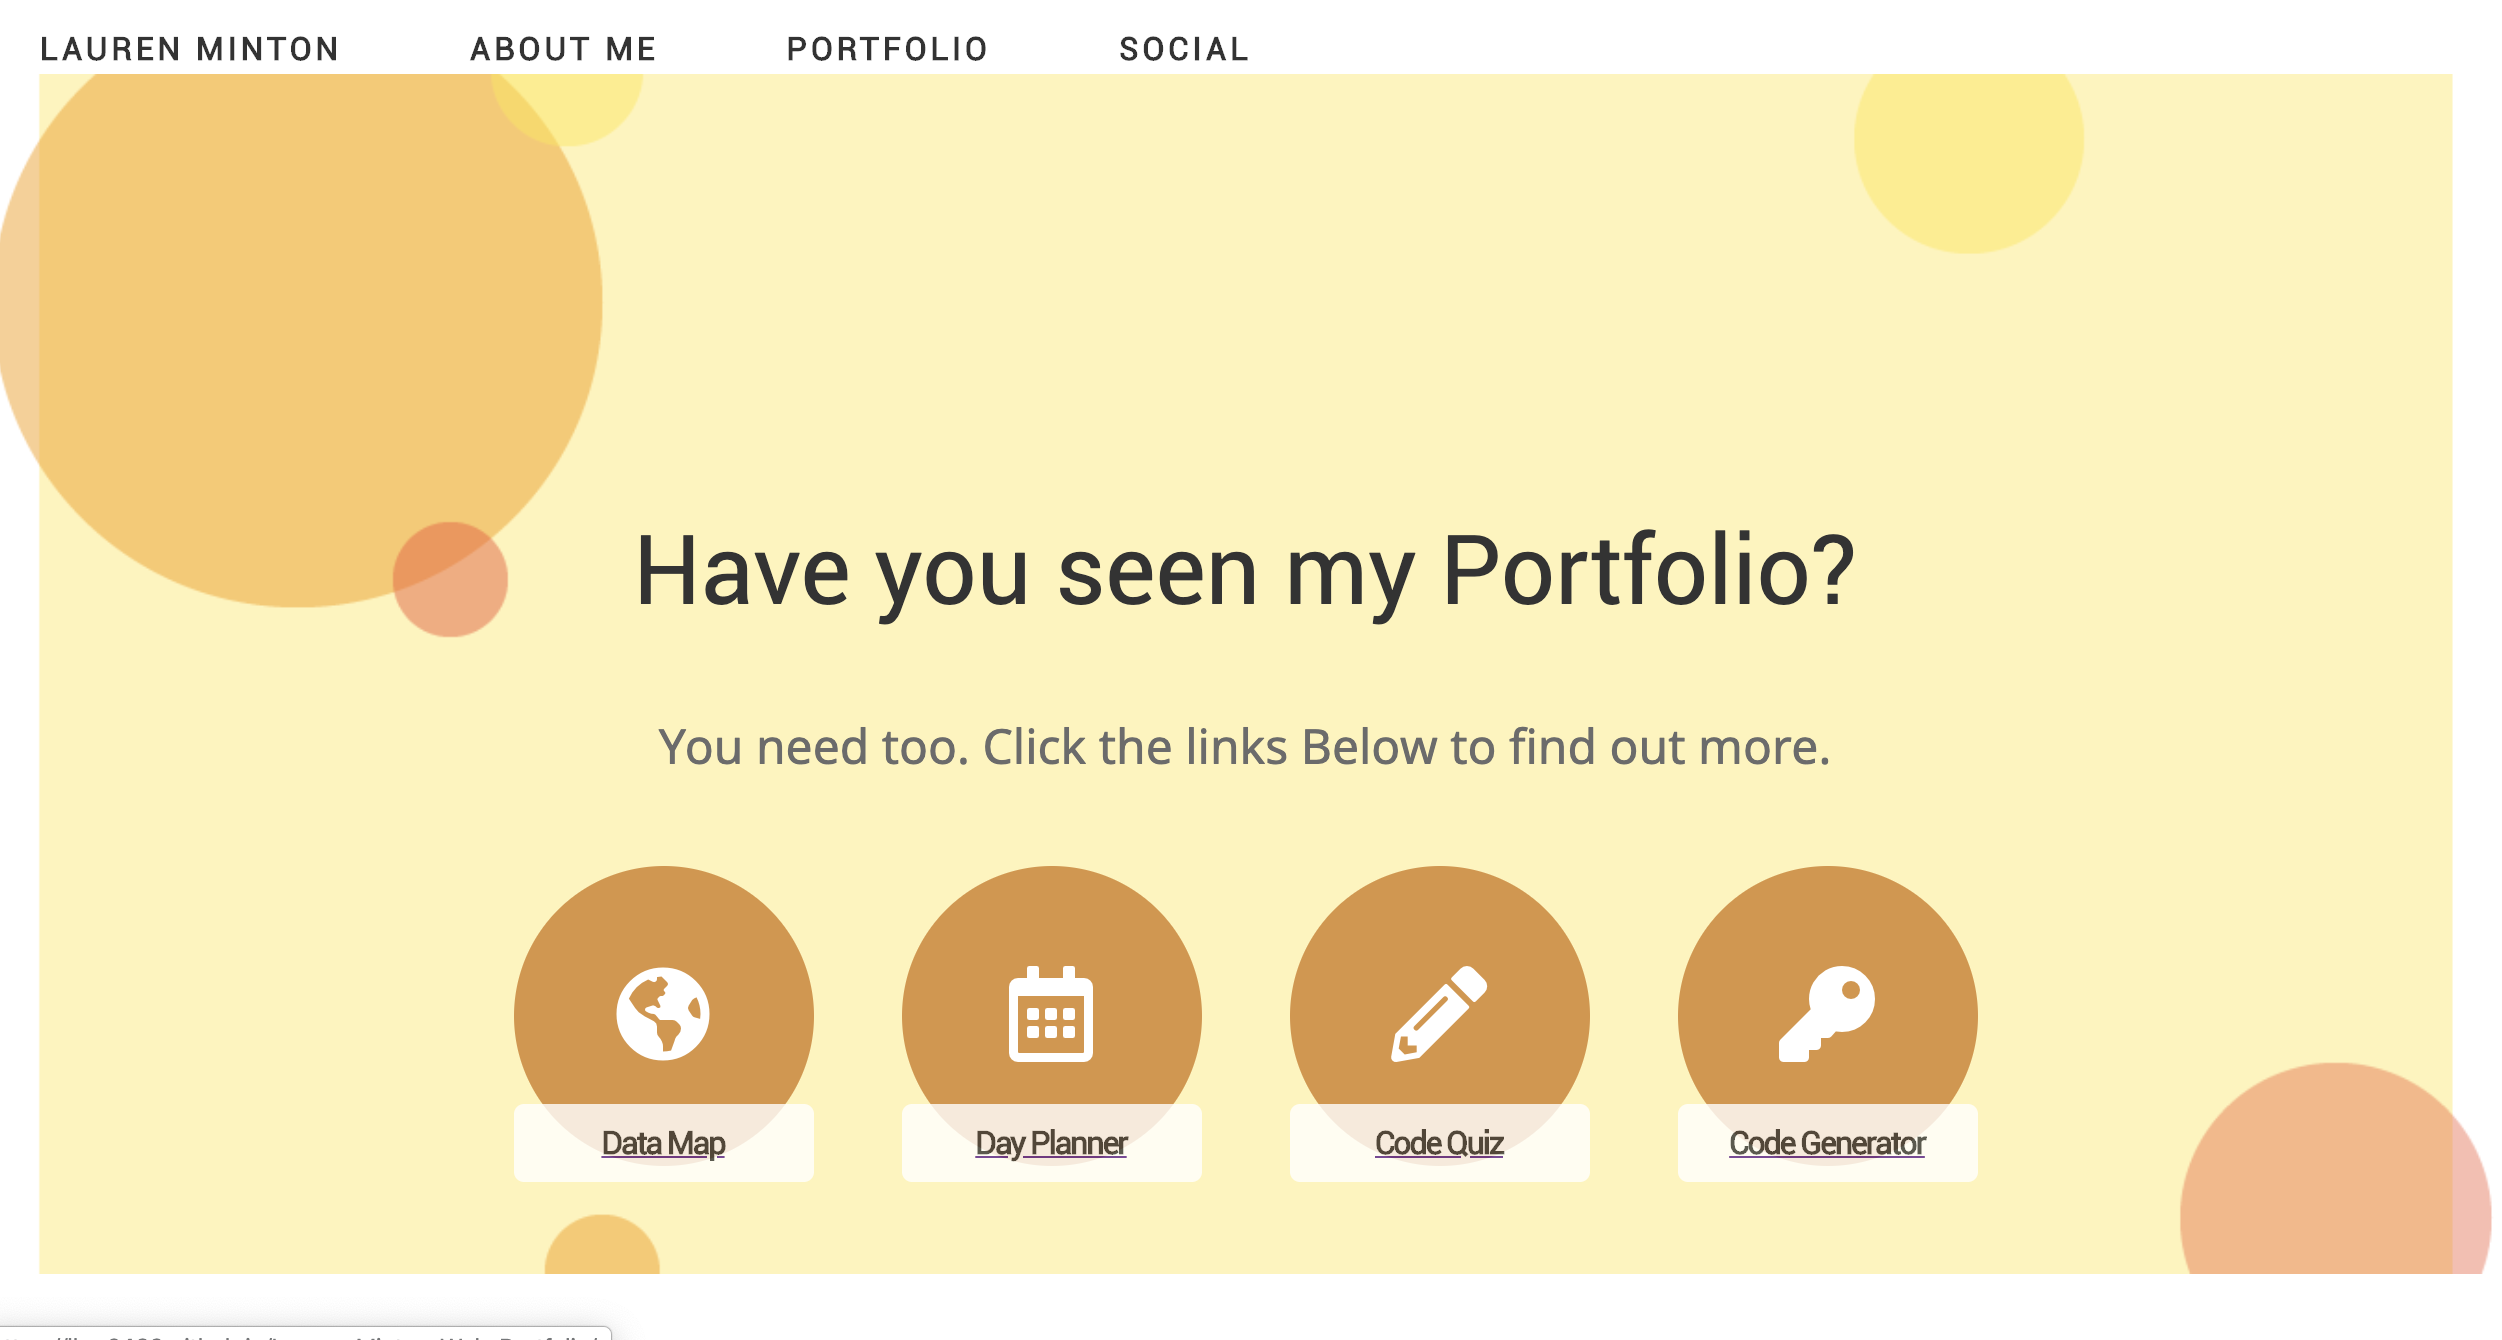 LAUREN MINTON ABOUT ME PORTFOLIO SOCIAL
Have you seen my Portfolio?
You need too. Click the links Below to find out more.
Data Map Day Planner Code Quiz Code Generator